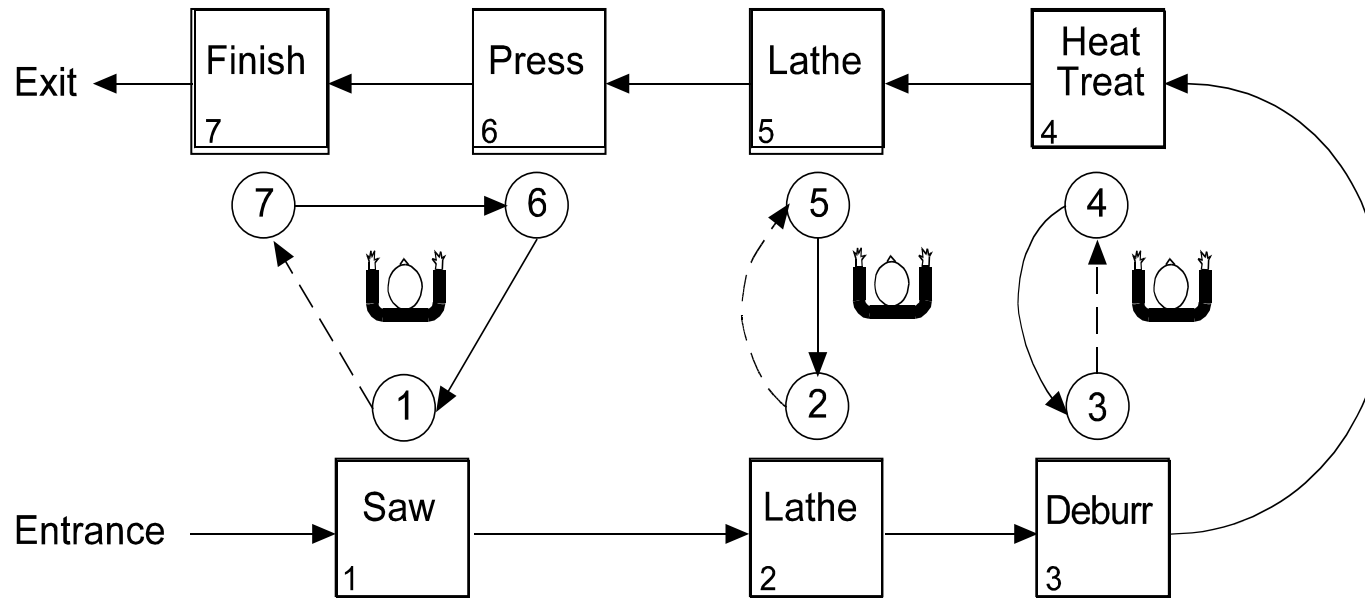 Finish
7
Press
6
Lathe
5
Heat
Treat
4
Exit
7
6
5
4
1
2
3
Saw
1
Lathe
2
Deburr
3
Entrance